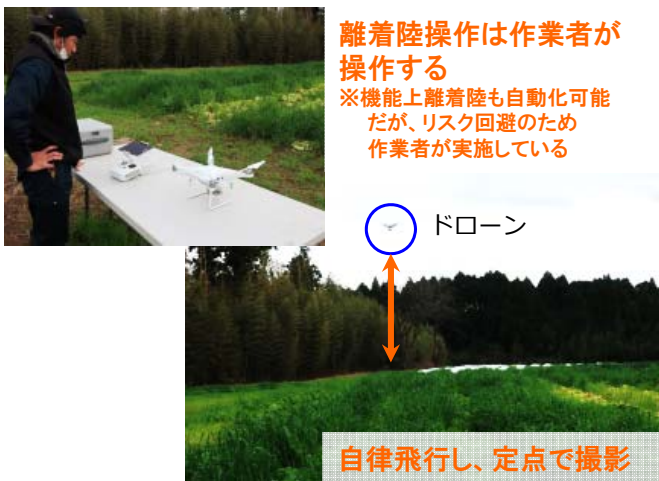 離着陸操作は作業者が
操作する
※機能上離着陸も自動化可能
だが、リスク回避のため
作業者が実施している
ドローン
自律飛行し、定点で撮影